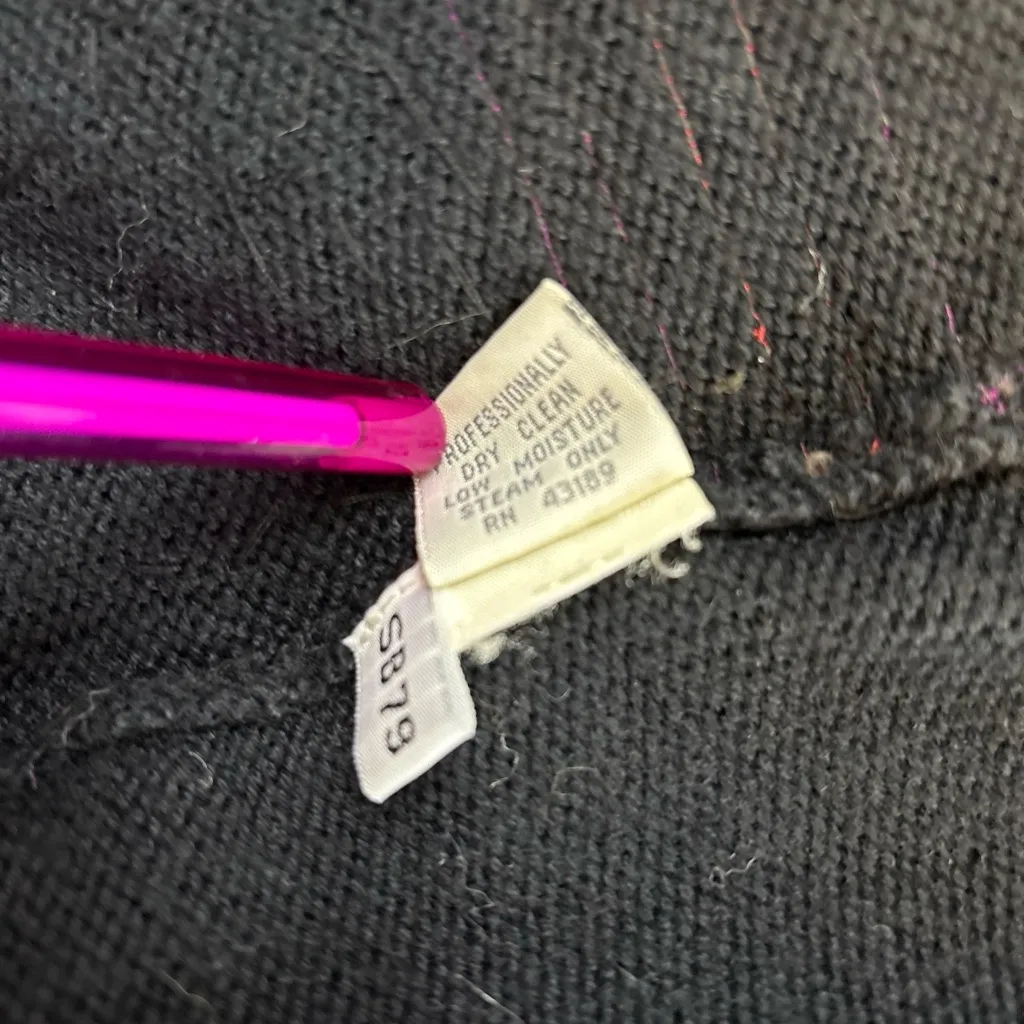 PROFESSIONALLY
DRY CLEAN
LOW MOISTURE
STEAM ONLY
RN 43189
S879